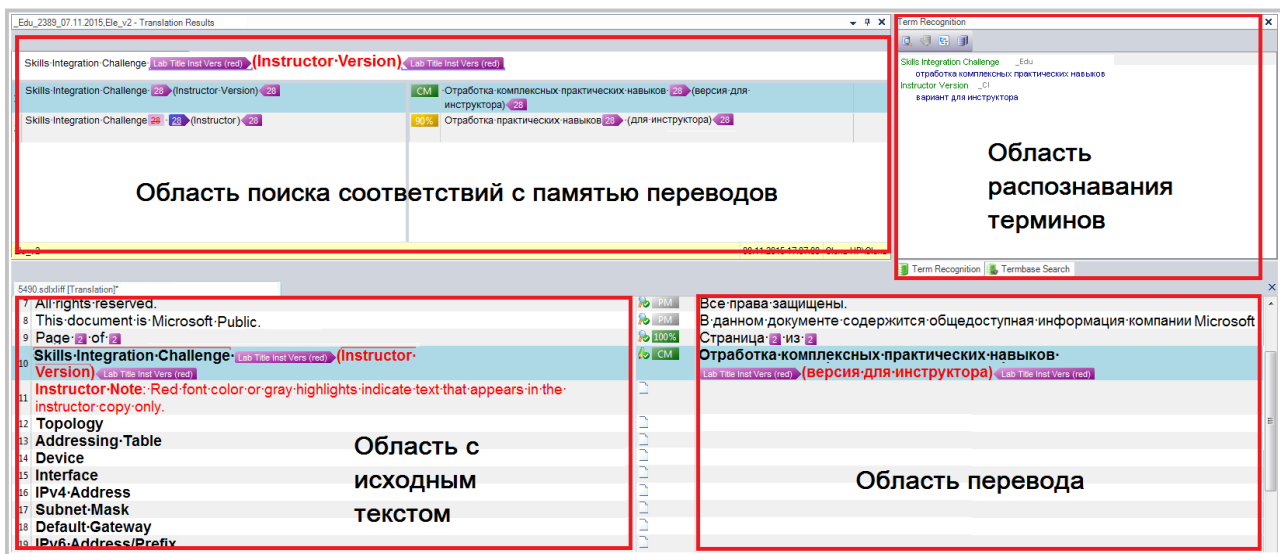 _Edu_2389_07.11.2015,Ele_v2 - Translation Results
Skills·Integration·Challenge· Lab Title Inst Vers (red) (Instructor·Version) Lab Title Inst Vers (red)
Skills·Integration·Challenge· 28 (Instructor·Version) 28
CM ·Отработка·комплексных·практических·навыков· 28 (версия·для·
инструктора) 28
Skills·Integration·Challenge 28 · 28 (Instructor) 28
90% Отработка·практических·навыков 28 ·(для·инструктора) 28
Область поиска соответствий с памятью переводов
Term Recognition
Skills Integration Challenge _Edu
отработка комплексных практических навыков
Instructor Version _CI
вариант для инструктора
Область
распознавания
терминов
Term Recognition Termbase Search
5490.sdlxliff [Translation]*
7 All·rights·reserved. PM Все·права·защищены.
8 This·document·is·Microsoft·Public. PM В·данном·документе·содержится·общедоступная·информация·компании·Microsoft
9 Page· 2 ·of· 2 100% Страница· 2 ·из· 2
10 Skills·Integration·Challenge· Lab Title Inst Vers (red) (Instructor·
Version) Lab Title Inst Vers (red)
CM Отработка·комплексных·практических·навыков·
Lab Title Inst Vers (red) (версия·для·инструктора) Lab Title Inst Vers (red)
11 Instructor·Note:·Red·font·color·or·gray·highlights·indicate·text·that·appears·in·the·
instructor·copy·only.
12 Topology
13 Addressing·Table
14 Device
15 Interface
16 IPv4·Address
17 Subnet·Mask
18 Default·Gateway
19 IPv6·Address/Prefix
Область с
исходным
текстом
Область перевода